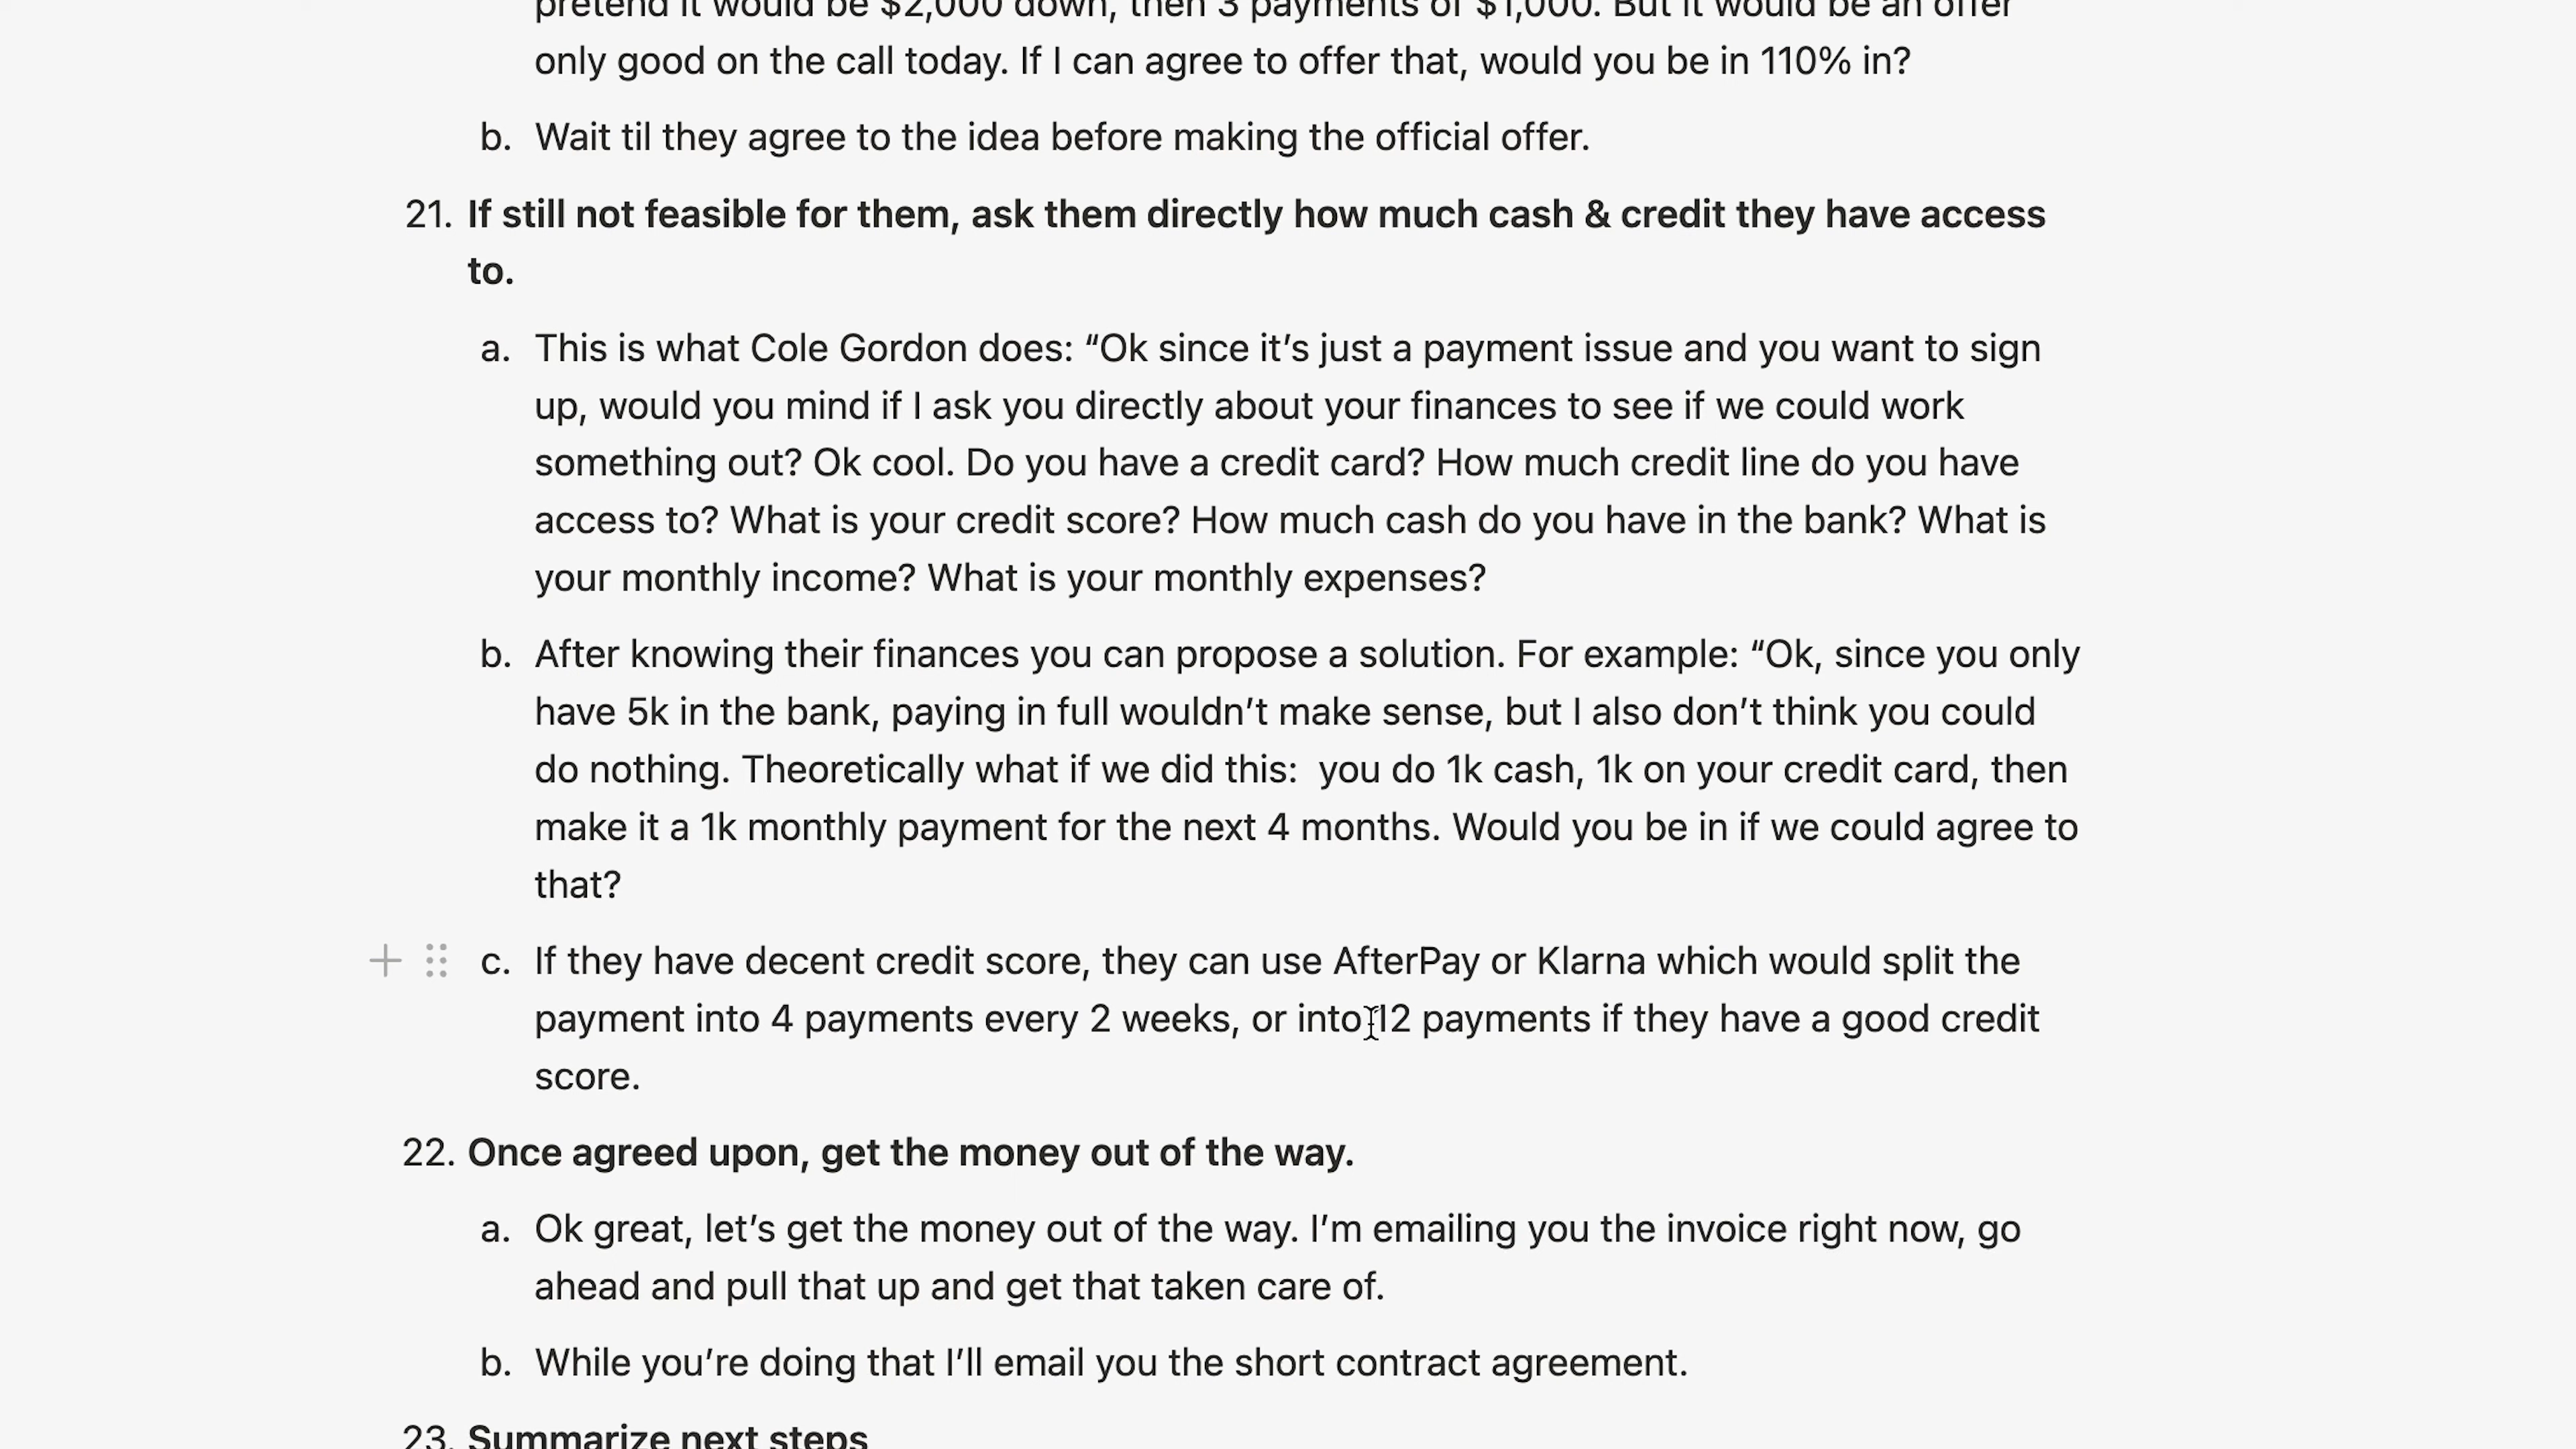 pretend it would be $2,000 down, then 3 payments of $1,000. But it would be an offer
only good on the call today. If I can agree to offer that, would you be in 110% in?
b. Wait til they agree to the idea before making the official offer.
21. If still not feasible for them, ask them directly how much cash & credit they have access
to.
a. This is what Cole Gordon does: “Ok since it’s just a payment issue and you want to sign
up, would you mind if I ask you directly about your finances to see if we could work
something out? Ok cool. Do you have a credit card? How much credit line do you have
access to? What is your credit score? How much cash do you have in the bank? What is
your monthly income? What is your monthly expenses?
b. After knowing their finances you can propose a solution. For example: “Ok, since you only
have 5k in the bank, paying in full wouldn’t make sense, but I also don’t think you could
do nothing. Theoretically what if we did this:  you do 1k cash, 1k on your credit card, then
make it a 1k monthly payment for the next 4 months. Would you be in if we could agree to
that?
c. If they have decent credit score, they can use AfterPay or Klarna which would split the
payment into 4 payments every 2 weeks, or into 12 payments if they have a good credit
score.
22. Once agreed upon, get the money out of the way.
a. Ok great, let’s get the money out of the way. I’m emailing you the invoice right now, go
ahead and pull that up and get that taken care of.
b. While you’re doing that I’ll email you the short contract agreement.
23. Summarize next steps